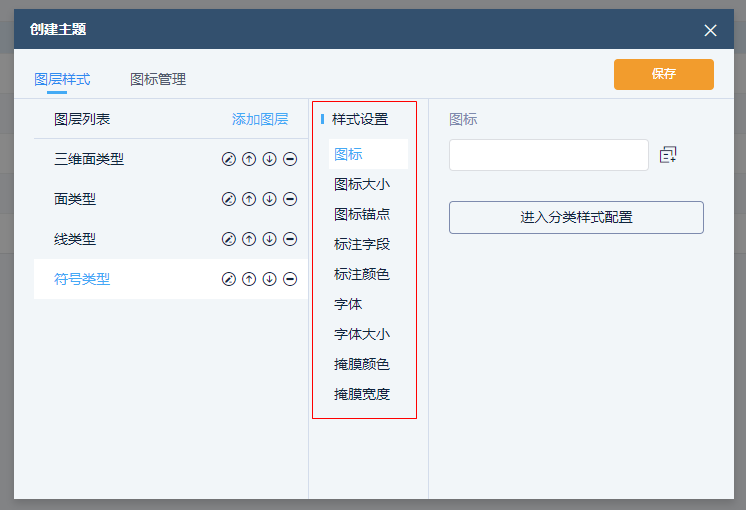 创建主题
图层样式
图标管理
保存
图层列表
添加图层
三维面类型
面类型
线类型
符号类型
样式设置
图标
图标大小
图标锚点
标注字段
标注颜色
字体
字体大小
掩膜颜色
掩膜宽度
图标
进入分类样式配置